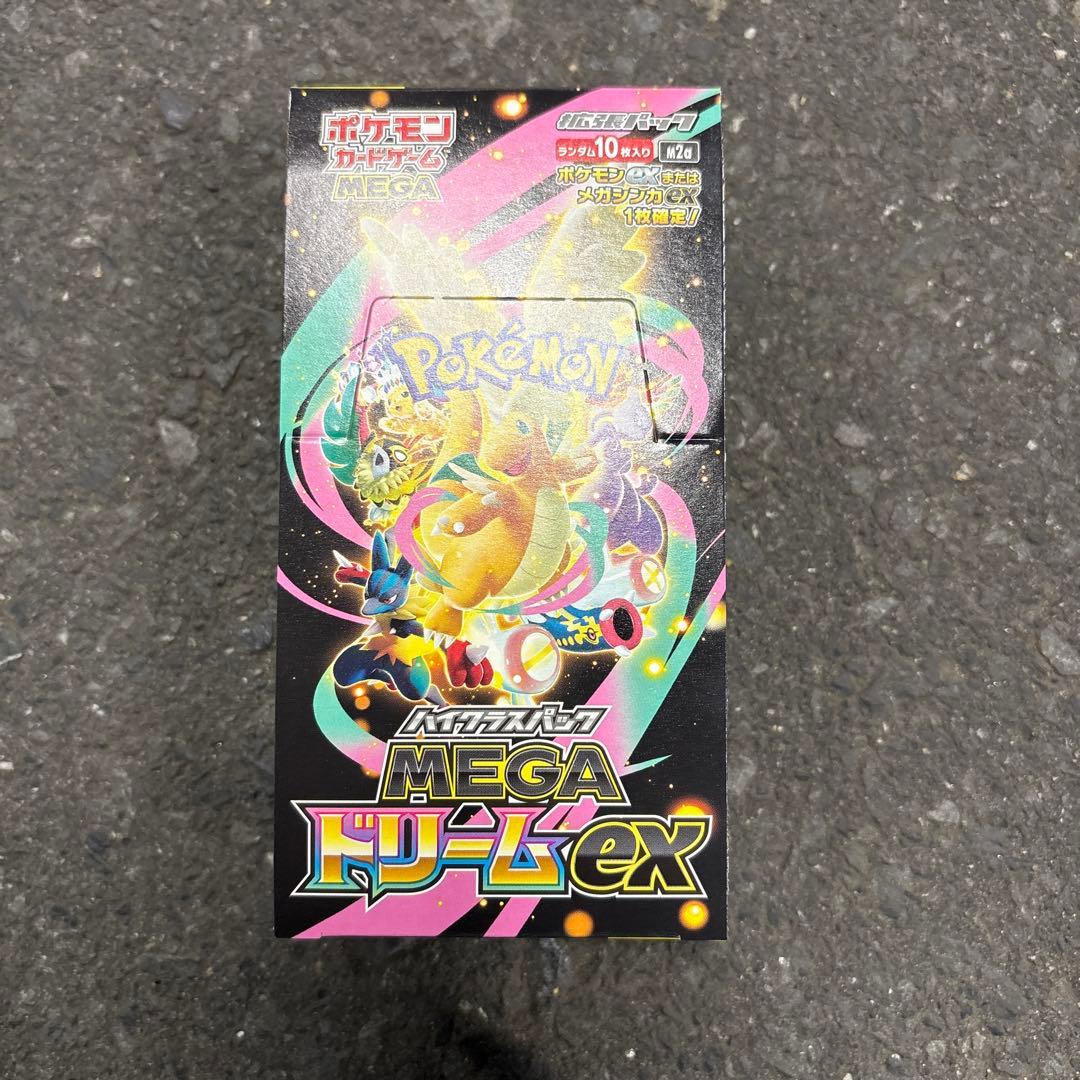 ポケモン
カードゲーム
MEGA
拡張パック
ランダム10枚入り M2a
ポケモンexまたは
メガシンカex
1枚確定!
POKéMON
ハイクラスパック
MEGA
ドリームex